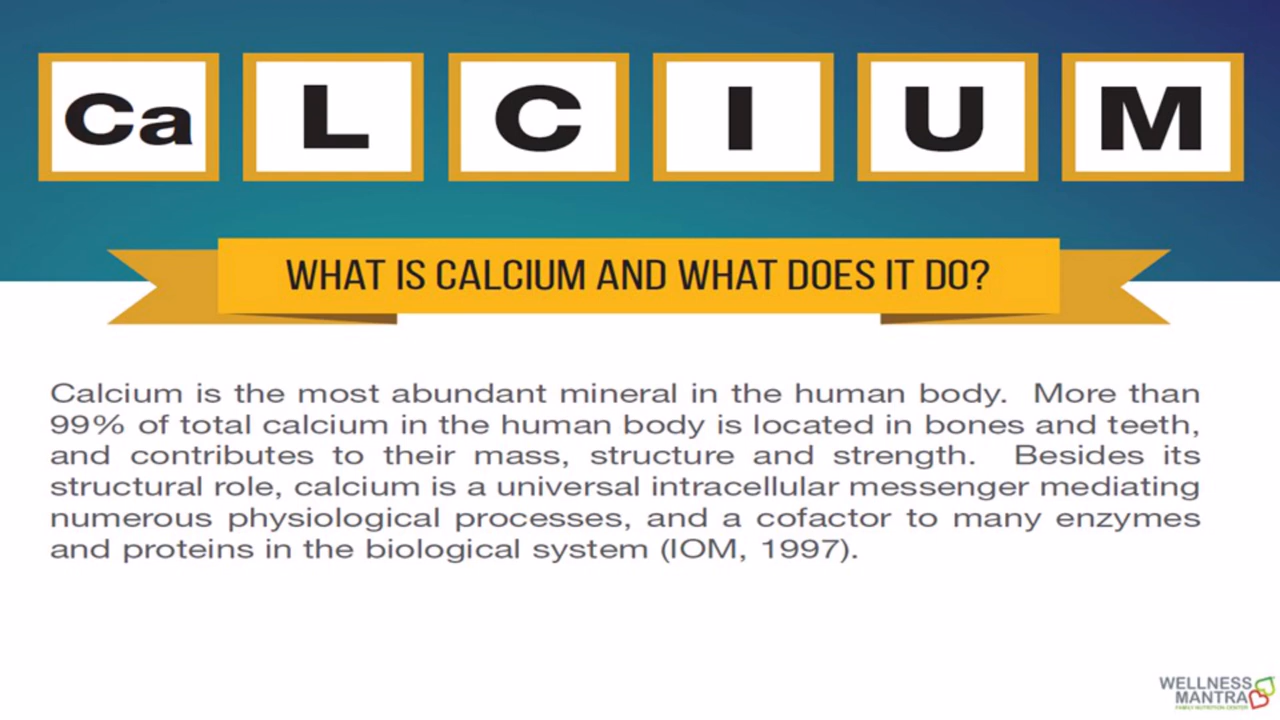 Ca L C I U M
WHAT IS CALCIUM AND WHAT DOES IT DO?
Calcium is the most abundant mineral in the human body. More than
99% of total calcium in the human body is located in bones and teeth,
and contributes to their mass, structure and strength. Besides its
structural role, calcium is a universal intracellular messenger mediating
numerous physiological processes, and a cofactor to many enzymes
and proteins in the biological system (IOM, 1997).
WELLNESS
MANTRA
FAMILY NUTRITION CENTER